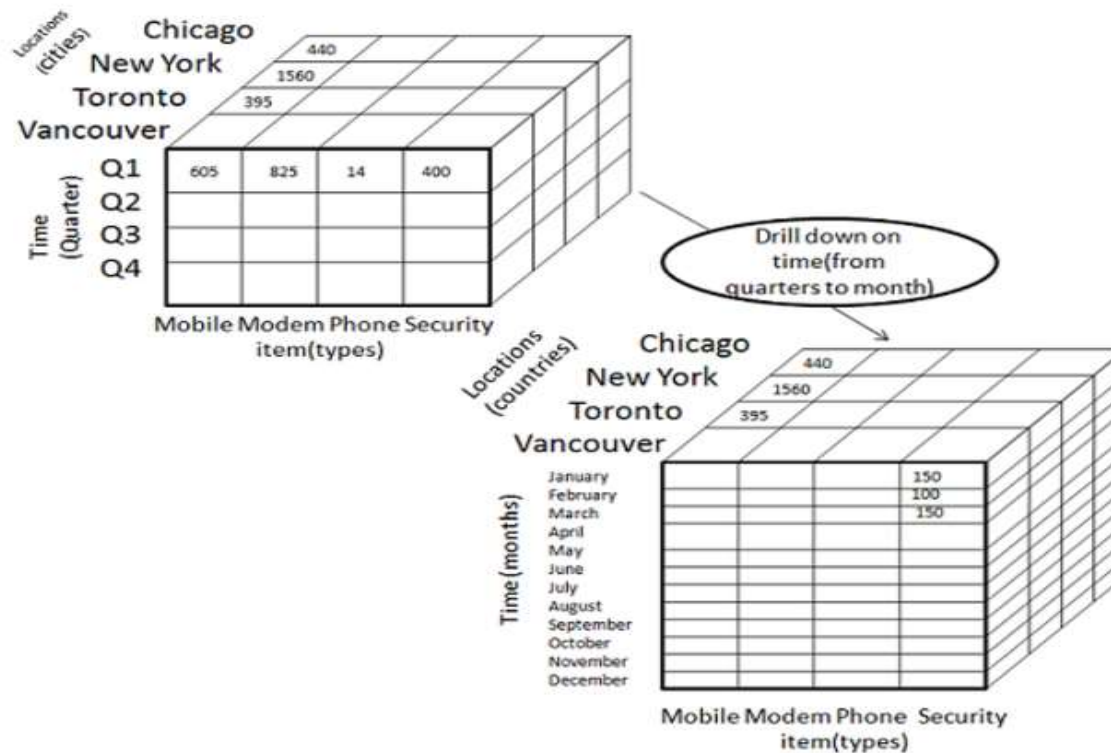 Locations
(cities)
Chicago
New York
Toronto
Vancouver
440
1560
395
Time
(Quarter)
Q1
605 825 14 400
Q2
Q3
Q4
Mobile Modem Phone Security
item(types)
Drill down on
time(from
quarters to month)
Locations
(countries)
Chicago
New York
Toronto
Vancouver
440
1560
395
Time(months)
January 150
February 100
March 150
April
May
June
July
August
September
October
November
December
Mobile Modem Phone Security
item(types)